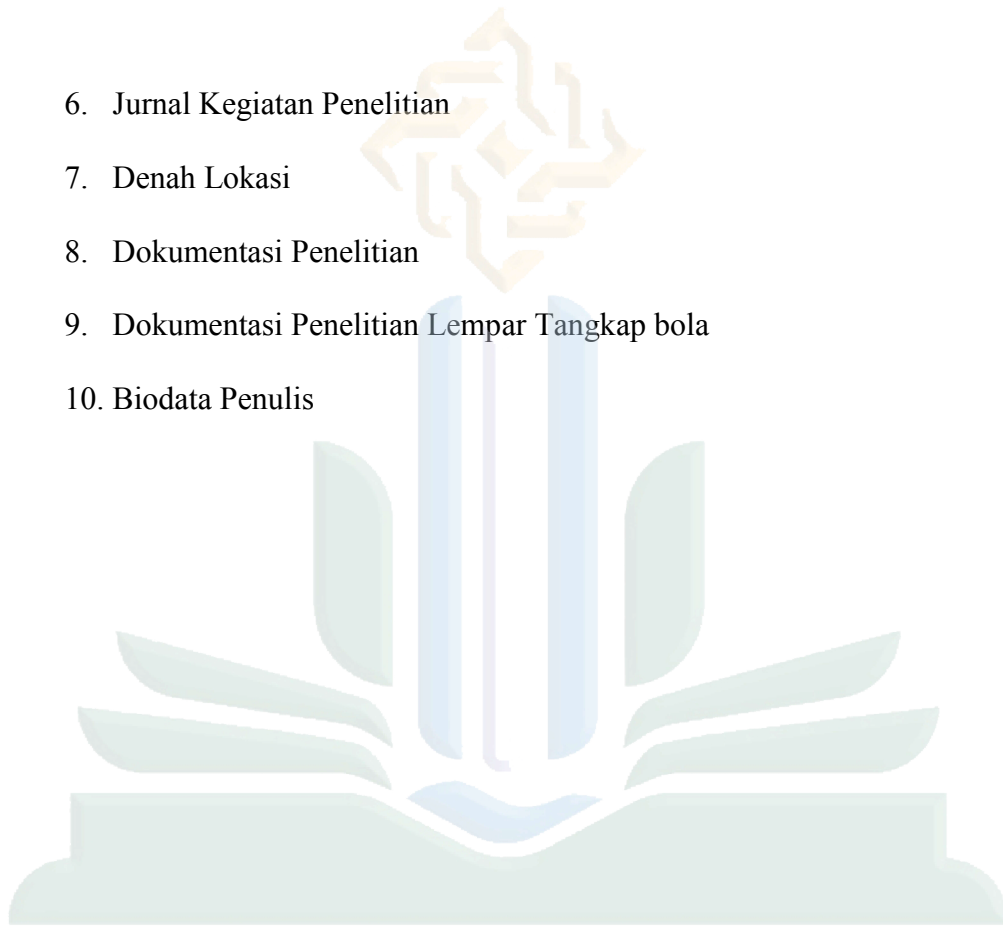 6. Jurnal Kegiatan Penelitian
7. Denah Lokasi
8. Dokumentasi Penelitian
9. Dokumentasi Penelitian Lempar Tangkap bola
10. Biodata Penulis